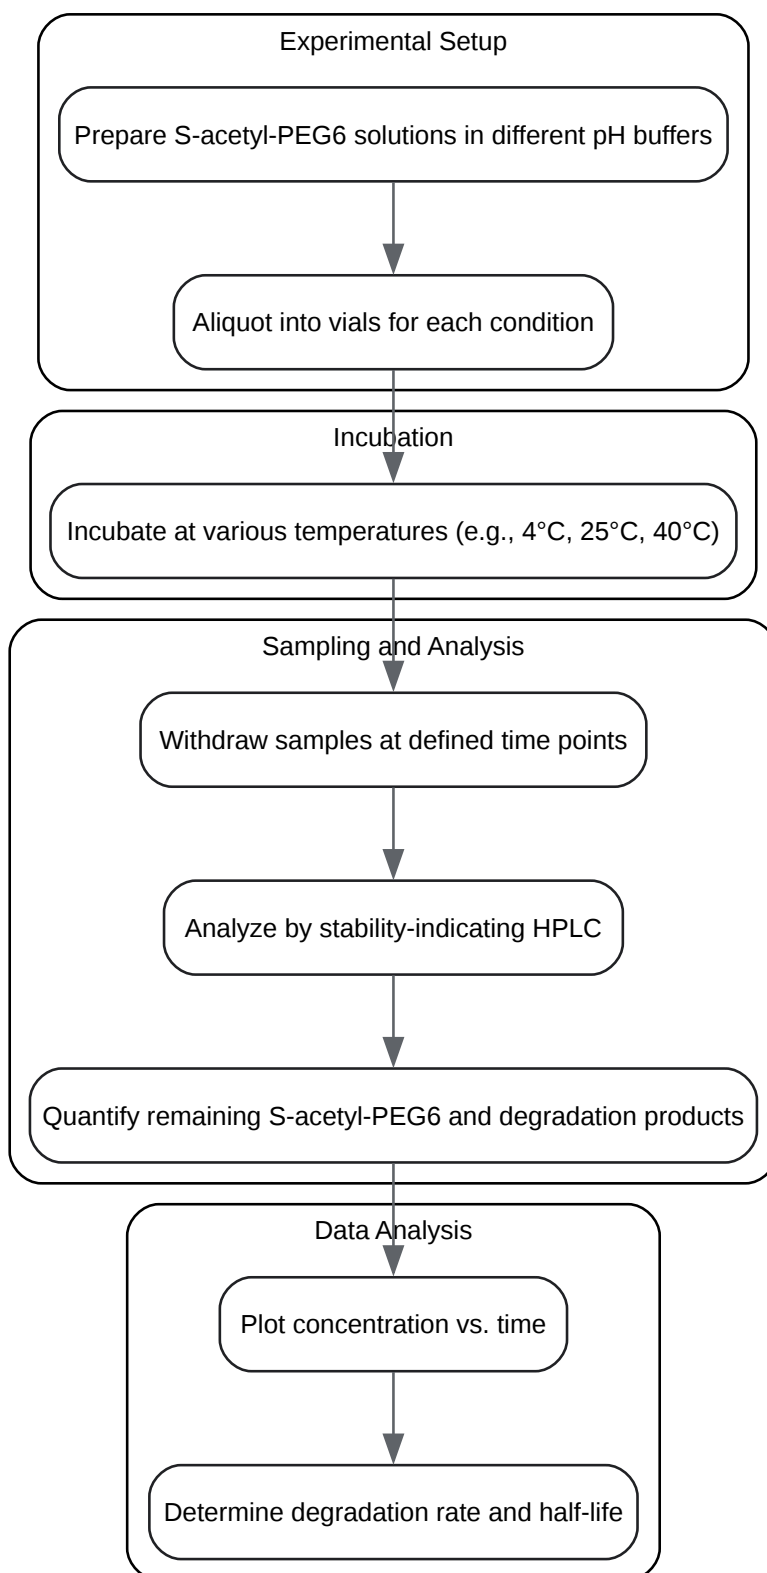 Experimental Setup
Prepare S-acetyl-PEG6 solutions in different pH buffers
Aliquot into vials for each condition
Incubation
Incubate at various temperatures (e.g., 4°C, 25°C, 40°C)
Sampling and Analysis
Withdraw samples at defined time points
Analyze by stability-indicating HPLC
Quantify remaining S-acetyl-PEG6 and degradation products
Data Analysis
Plot concentration vs. time
Determine degradation rate and half-life